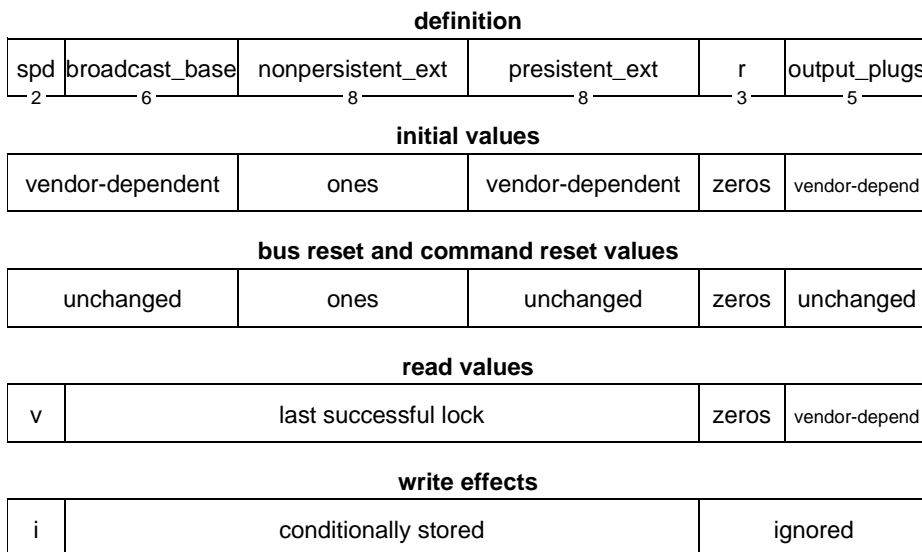 definition
spd broadcast_base nonpersistent_ext presistent_ext r output_plugs
2 6 8 8 3 5
initial values
vendor-dependent ones vendor-dependent zeros vendor-depend
bus reset and command reset values
unchanged ones unchanged zeros unchanged
read values
v last successful lock zeros vendor-depend
write effects
i conditionally stored ignored